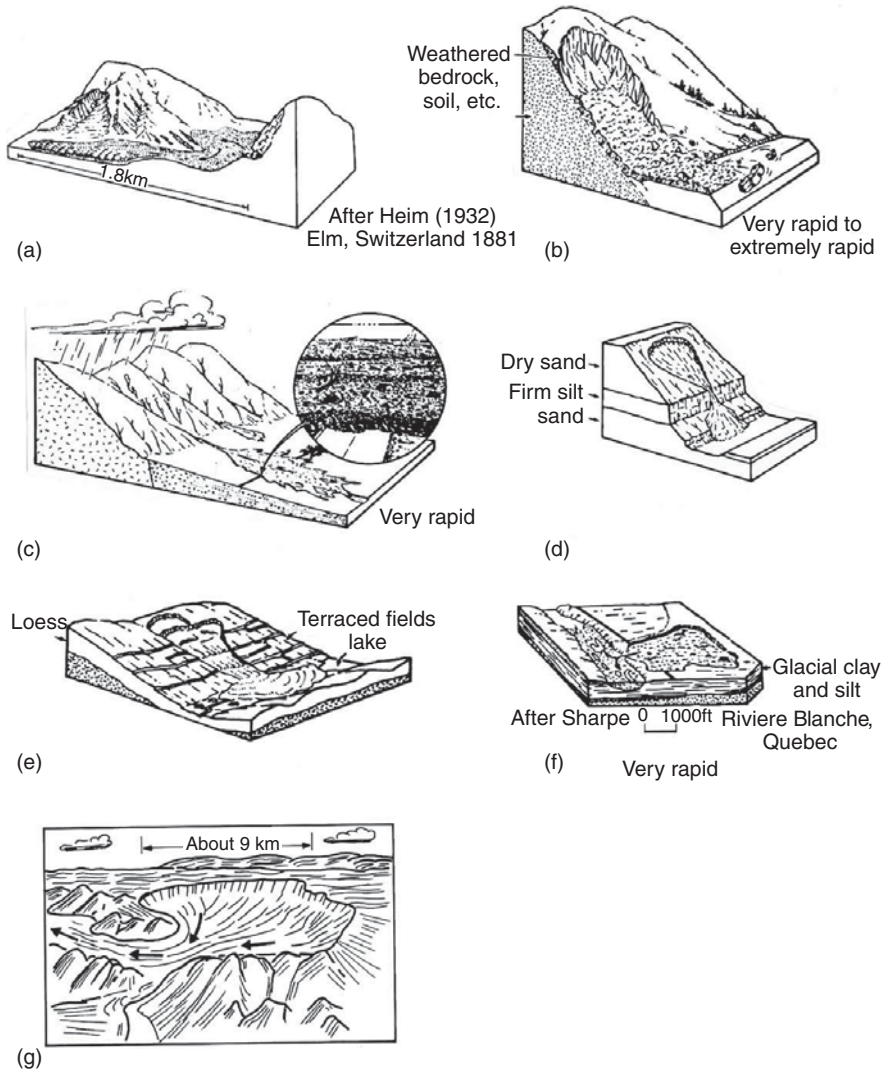 Weathered
bedrock,
soil, etc.
1.8km
After Heim (1932)
Elm, Switzerland 1881
(a)
Very rapid to
extremely rapid
(b)
Very rapid
(c)
Dry sand
Firm silt
sand
(d)
Loess
Terraced fields
lake
(e)
Glacial clay
and silt
After Sharpe 0 1000ft Riviere Blanche,
Quebec
(f)
Very rapid
About 9 km
(g)